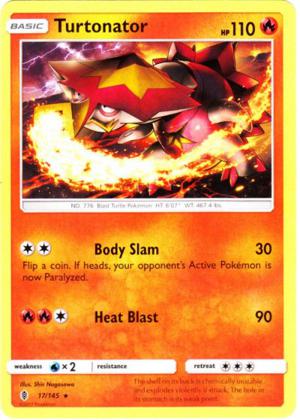 BASIC Turtonator HP 110
NO. 776 Blast Turtle Pokémon HT: 6'07" WT: 467.4 lbs.
Body Slam 30
Flip a coin. If heads, your opponent's Active Pokémon is
now Paralyzed.
Heat Blast 90
weakness ×2 resistance retreat
Illus. Shin Nagasawa
17/145 ★
©2017 Pokémon
The shell on its back is chemically unstable
and explodes violently if struck. The hole in
its stomach is its weak point.